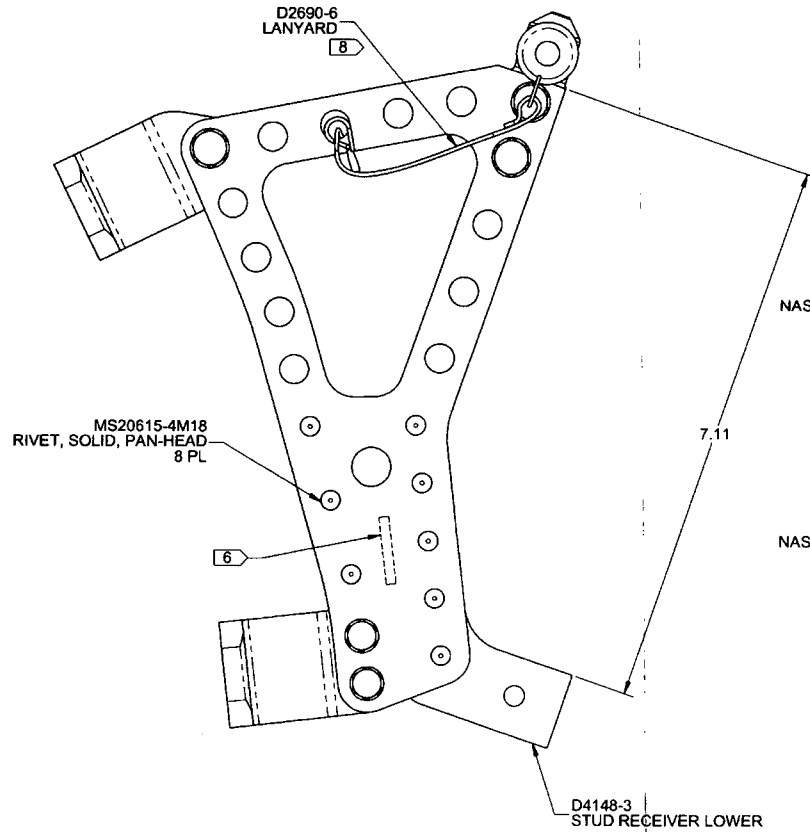 D2690-6
LANYARD
8
NAS
MS20615-4M18
RIVET, SOLID, PAN-HEAD
8 PL
7.11
NAS
6
D4148-3
STUD RECEIVER LOWER